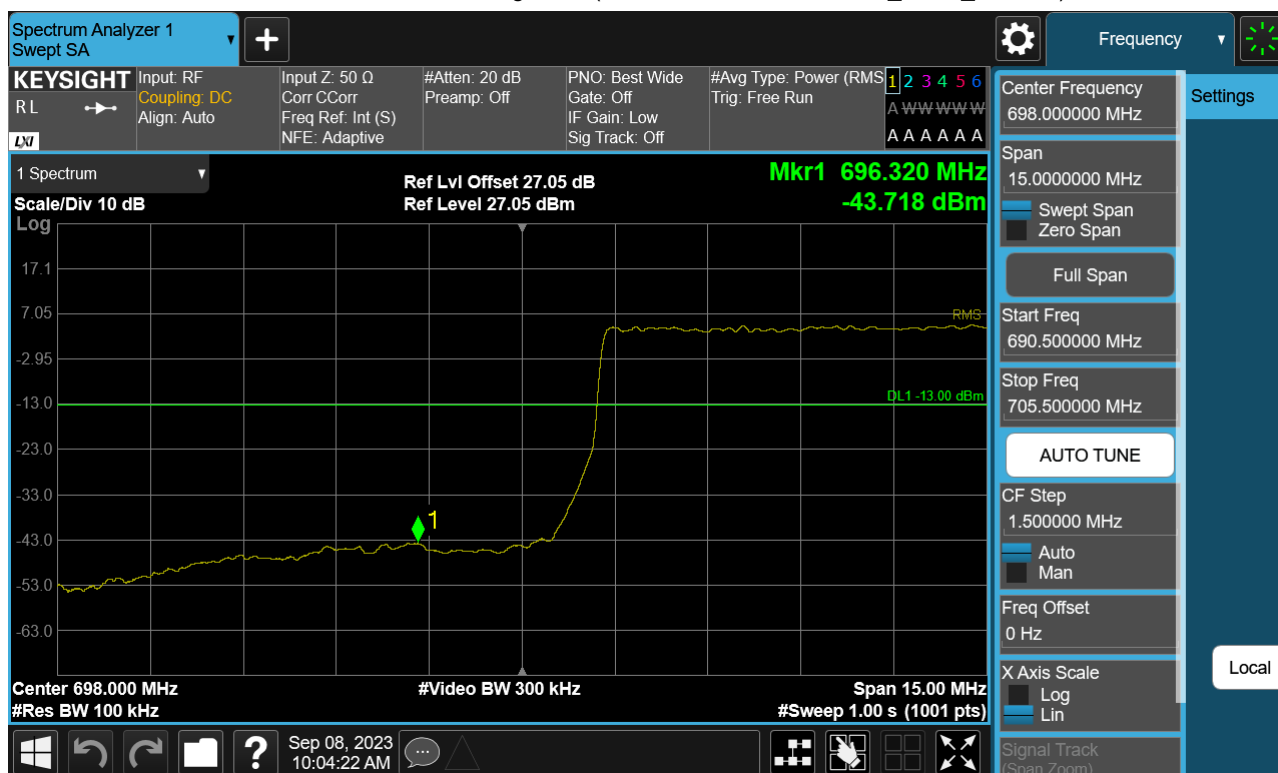 Spectrum Analyzer 1
Swept SA
Frequency
KEYSIGHT
R L
LXI
Input: RF
Coupling: DC
Align: Auto
Input Z: 50 Ω
Corr CCorr
Freq Ref: Int (S)
NFE: Adaptive
#Atten: 20 dB
Preamp: Off
PNO: Best Wide
Gate: Off
IF Gain: Low
Sig Track: Off
#Avg Type: Power (RMS
Trig: Free Run
1 2 3 4 5 6
A W W W W W
A A A A A A
1 Spectrum
Scale/Div 10 dB
Ref Lvl Offset 27.05 dB
Ref Level 27.05 dBm
Mkr1 696.320 MHz
-43.718 dBm
Log
17.1
7.05
-2.95
-13.0
-23.0
-33.0
-43.0
-53.0
-63.0
RMS
DL1 -13.00 dBm
1
Center 698.000 MHz
#Res BW 100 kHz
#Video BW 300 kHz
Span 15.00 MHz
#Sweep 1.00 s (1001 pts)
Center Frequency
698.000000 MHz
Settings
Span
15.0000000 MHz
Swept Span
Zero Span
Full Span
Start Freq
690.500000 MHz
Stop Freq
705.500000 MHz
AUTO TUNE
CF Step
1.500000 MHz
Auto
Man
Freq Offset
0 Hz
X Axis Scale
Log
Lin
Local
Signal Track
(Span Zoom)
?
Sep 08, 2023
10:04:22 AM